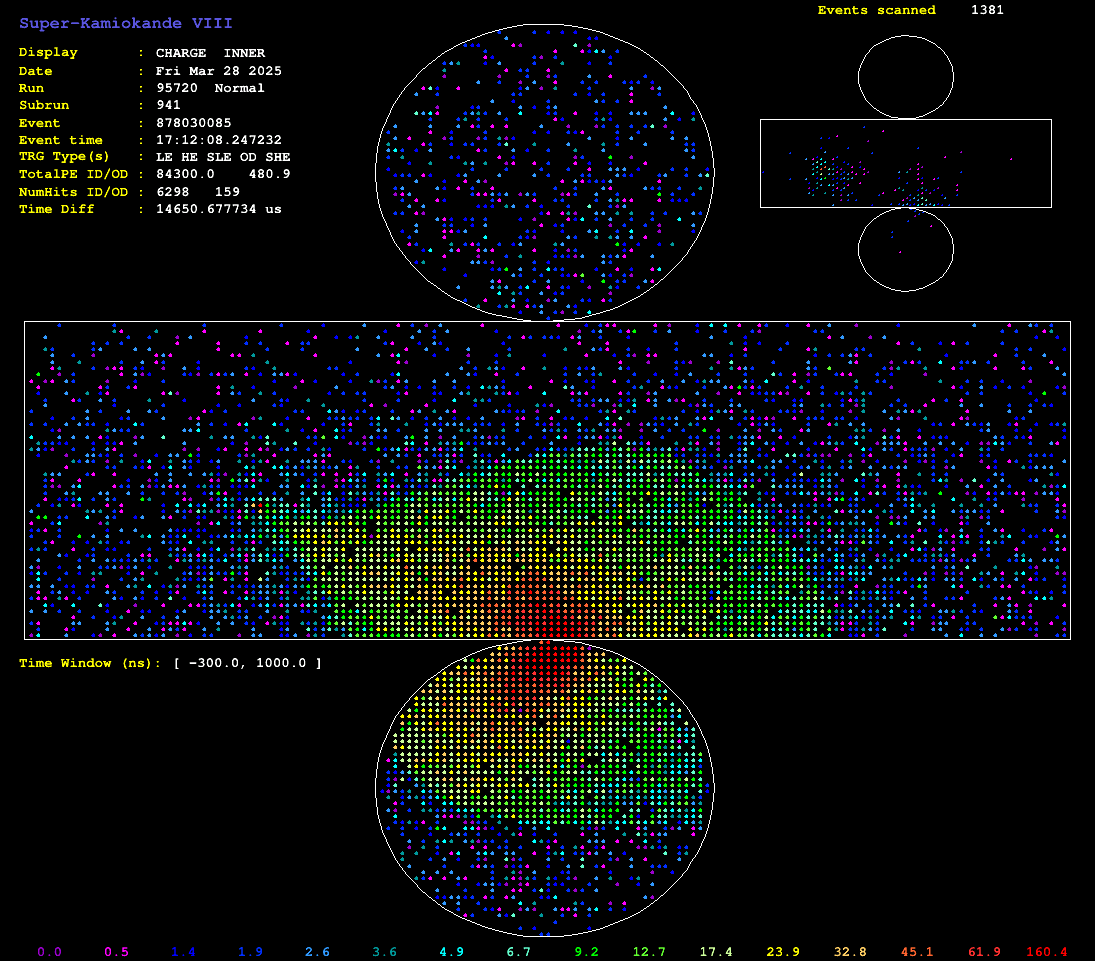 Super-Kamiokande VIII
Events scanned 1381
Display : CHARGE INNER
Date : Fri Mar 28 2025
Run : 95720 Normal
Subrun : 941
Event : 878030085
Event time : 17:12:08.247232
TRG Type(s) : LE HE SLE OD SHE
TotalPE ID/OD : 84300.0 480.9
NumHits ID/OD : 6298 159
Time Diff : 14650.677734 us
Time Window (ns): [ -300.0, 1000.0 ]
0.0 0.5 1.4 1.9 2.6 3.6 4.9 6.7 9.2 12.7 17.4 23.9 32.8 45.1 61.9 160.4